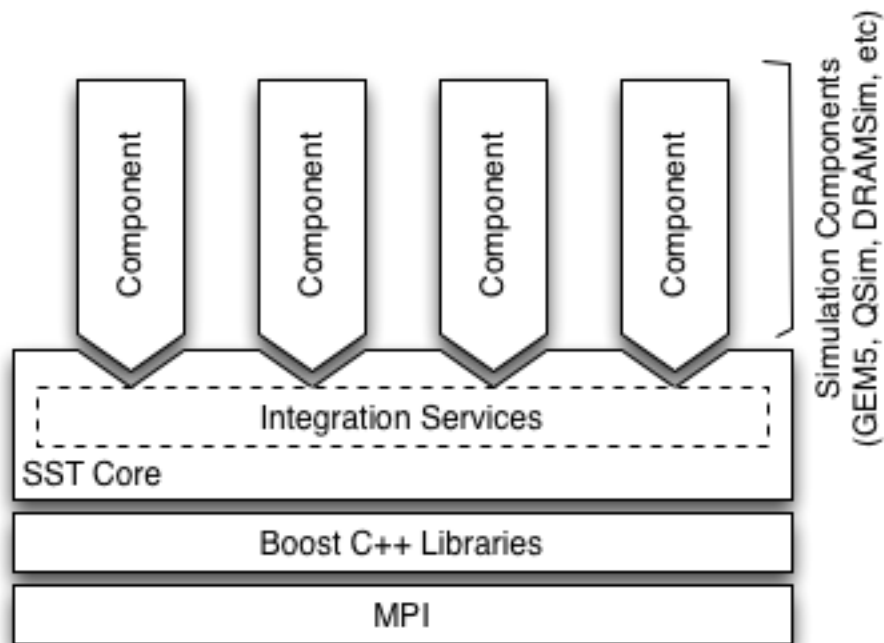 Component
Component
Component
Component
Simulation Components
(GEM5, QSim, DRAMSim, etc)
Integration Services
SST Core
Boost C++ Libraries
MPI